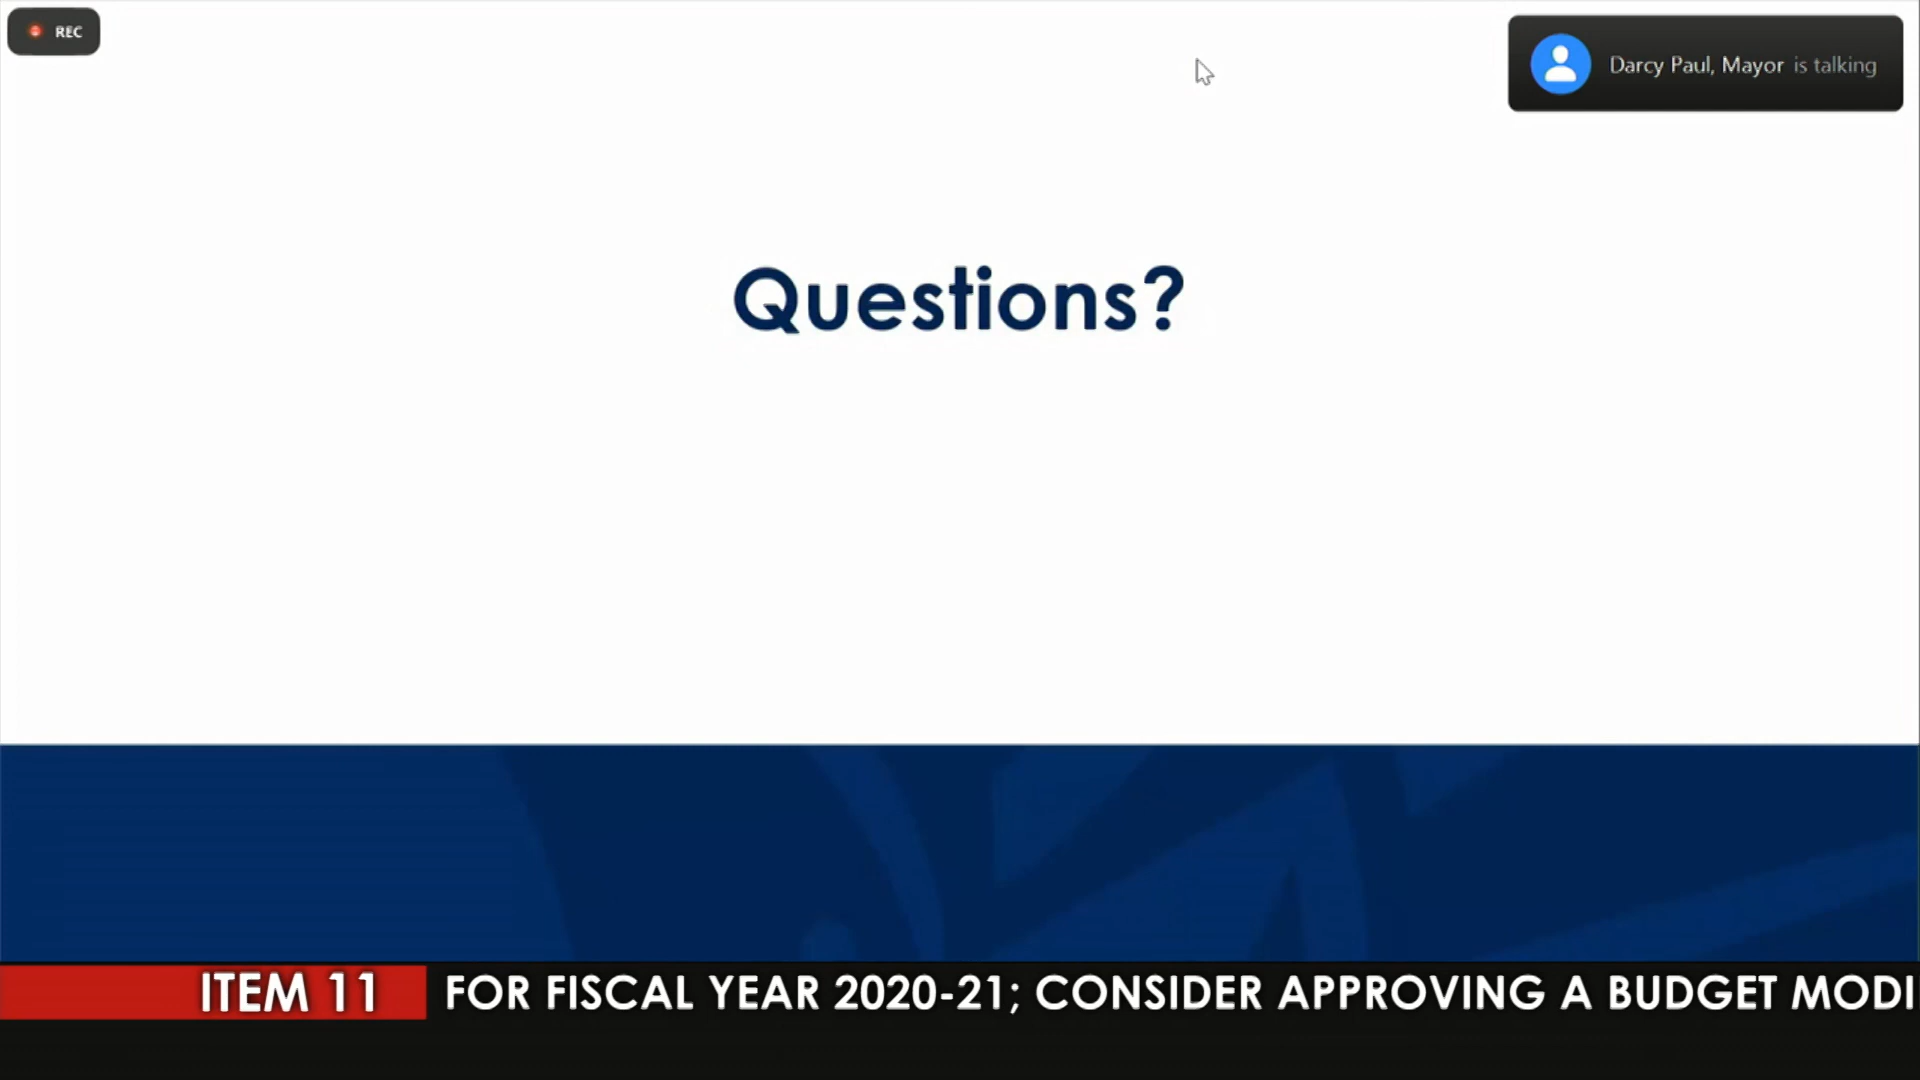 REC
Darcy Paul, Mayor is talking
Questions?
ITEM 11 FOR FISCAL YEAR 2020-21; CONSIDER APPROVING A BUDGET MODI